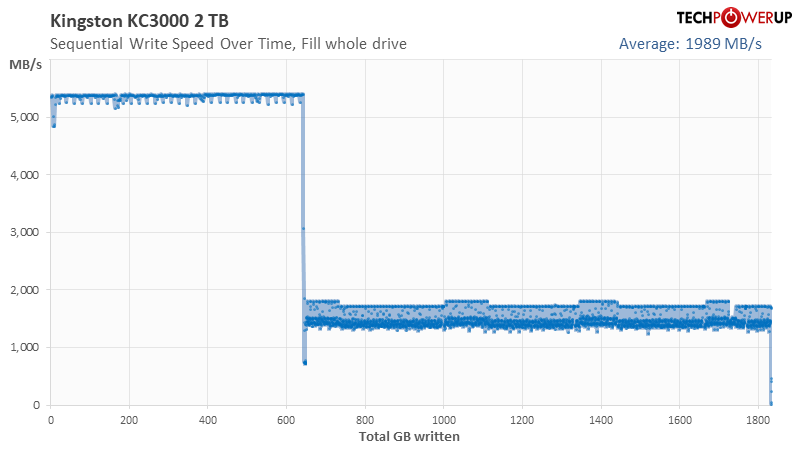 Kingston KC3000 2 TB
TECHPOWERUP
Sequential Write Speed Over Time, Fill whole drive
Average: 1989 MB/s
MB/s
5,000
4,000
3,000
2,000
1,000
0
0 200 400 600 800 1000 1200 1400 1600 1800
Total GB written